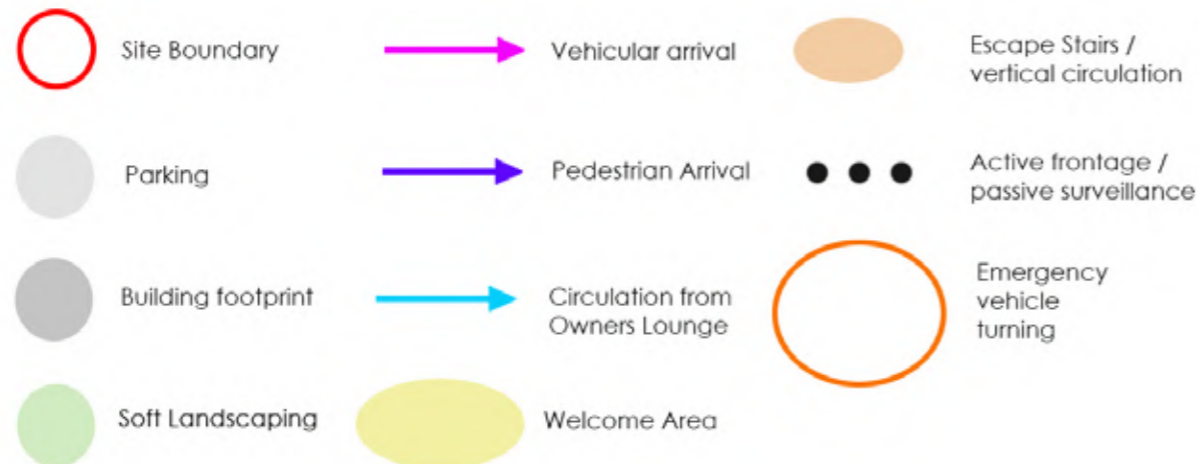 Site Boundary
Vehicular arrival
Escape Stairs /
vertical circulation
Parking
Pedestrian Arrival
Active frontage /
passive surveillance
Building footprint
Circulation from
Owners Lounge
Emergency
vehicle
turning
Soft Landscaping
Welcome Area